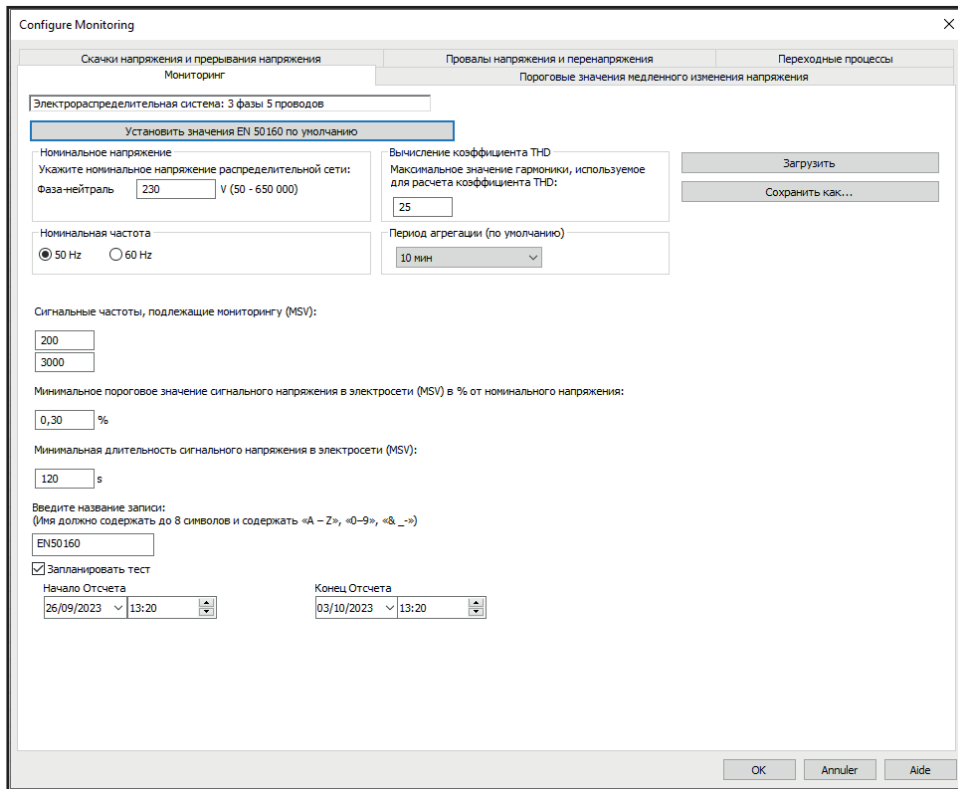 Configure Monitoring
Скачки напряжения и прерывания напряжения
Провалы напряжения и перенапряжения
Переходные процессы
Мониторинг
Пороговые значения медленного изменения напряжения
Электрораспределительная система: 3 фазы 5 проводов
Установить значения EN 50160 по умолчанию
Номинальное напряжение
Укажите номинальное напряжение распределительной сети:
Фаза-нейтраль 230 V (50 - 650 000)
Вычисление коэффициента THD
Максимальное значение гармоники, используемое
для расчета коэффициента THD:
25
Загрузить
Сохранить как...
Номинальная частота
50 Hz 60 Hz
Период агрегации (по умолчанию)
10 мин
Сигнальные частоты, подлежащие мониторингу (MSV):
200
3000
Минимальное пороговое значение сигнального напряжения в электросети (MSV) в % от номинального напряжения:
0,30 %
Минимальная длительность сигнального напряжения в электросети (MSV):
120 s
Введите название записи:
(Имя должно содержать до 8 символов и содержать «A – Z», «0–9», «& _-»)
EN50160
Запланировать тест
Начало Отсчета
26/09/2023 13:20
Конец Отсчета
03/10/2023 13:20
OK
Annuler
Aide